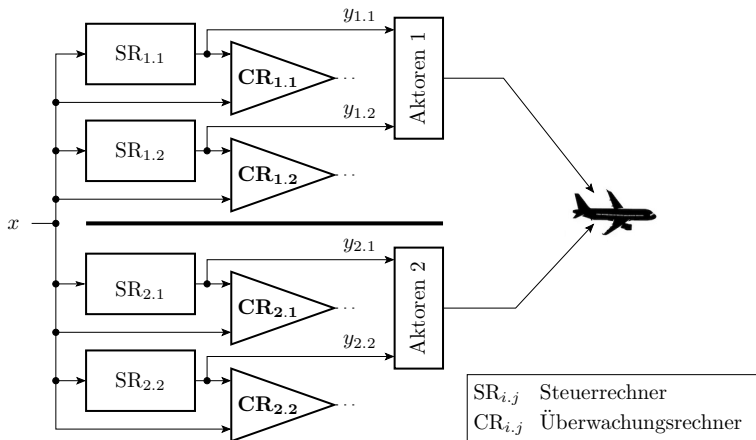 y₁.₁
SR₁.₁
CR₁.₁
Aktoren 1
y₁.₂
SR₁.₂
CR₁.₂
x
y₂.₁
SR₂.₁
CR₂.₁
Aktoren 2
y₂.₂
SR₂.₂
CR₂.₂
SRᵢ.ⱼ Steuerrechner
CRᵢ.ⱼ Überwachungsrechner